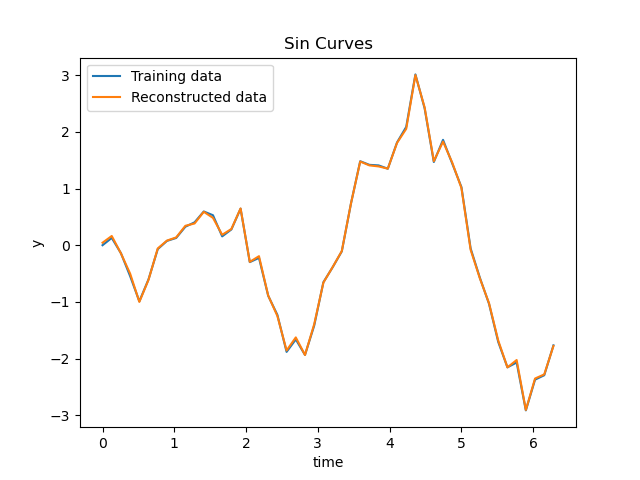 Sin Curves
Training data
Reconstructed data
y
3
2
1
0
−1
−2
−3
0 1 2 3 4 5 6
time